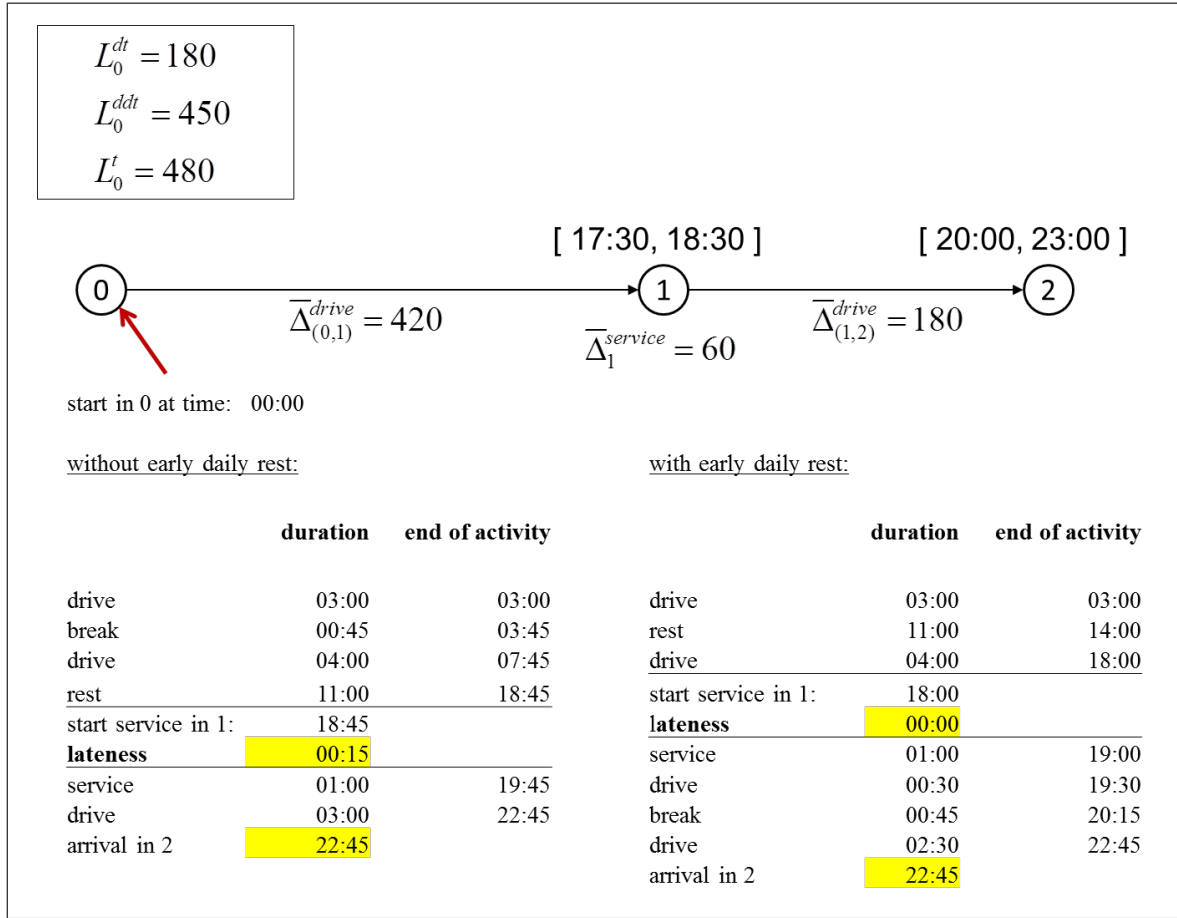 L_0^{dt} = 180
L_0^{ddt} = 450
L_0^t = 480
[ 17:30, 18:30 ] [ 20:00, 23:00 ]
0 1 2
\overline{Δ}_{(0,1)}^{drive} = 420 \overline{Δ}_1^{service} = 60 \overline{Δ}_{(1,2)}^{drive} = 180
start in 0 at time: 00:00
without early daily rest:
duration end of activity
drive 03:00 03:00
break 00:45 03:45
drive 04:00 07:45
rest 11:00 18:45
start service in 1: 18:45
lateness 00:15
service 01:00 19:45
drive 03:00 22:45
arrival in 2 22:45
with early daily rest:
duration end of activity
drive 03:00 03:00
rest 11:00 14:00
drive 04:00 18:00
start service in 1: 18:00
lateness 00:00
service 01:00 19:00
drive 00:30 19:30
break 00:45 20:15
drive 02:30 22:45
arrival in 2 22:45